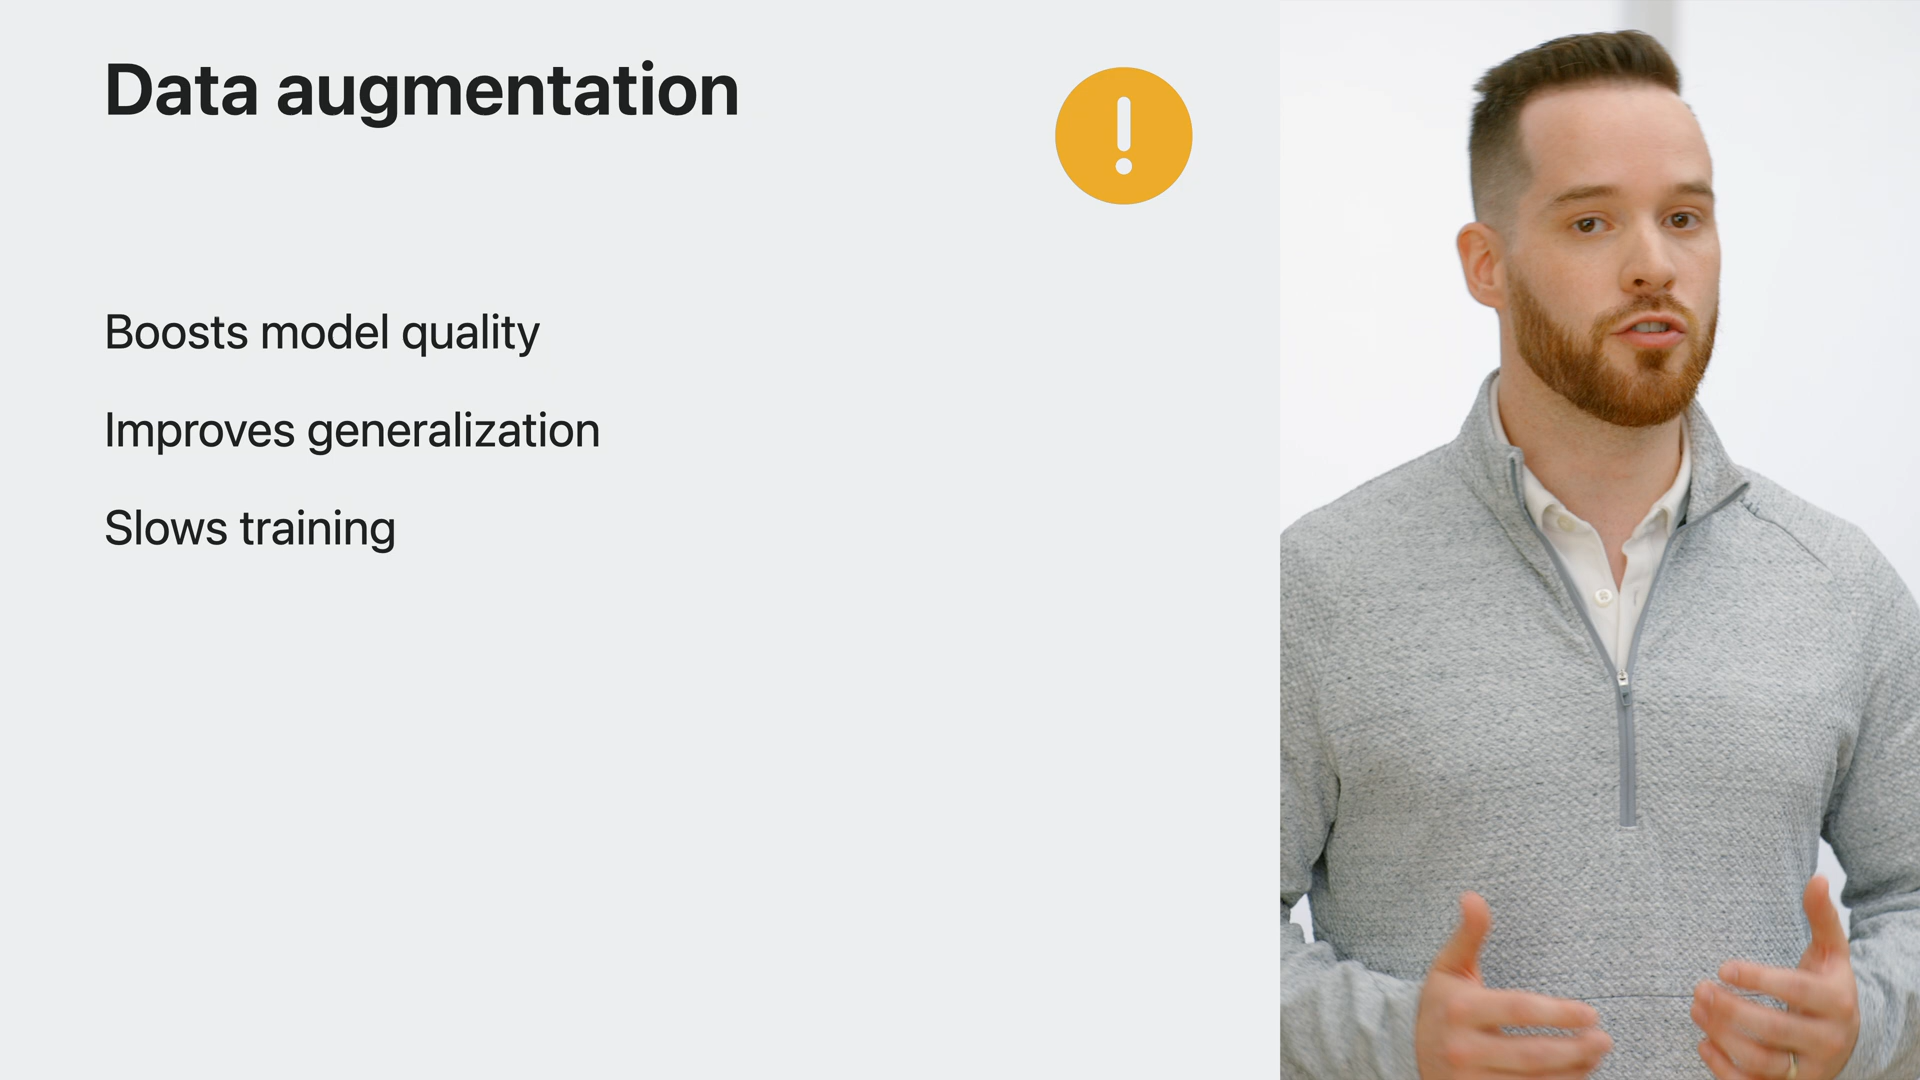 Data augmentation
Boosts model quality
Improves generalization
Slows training